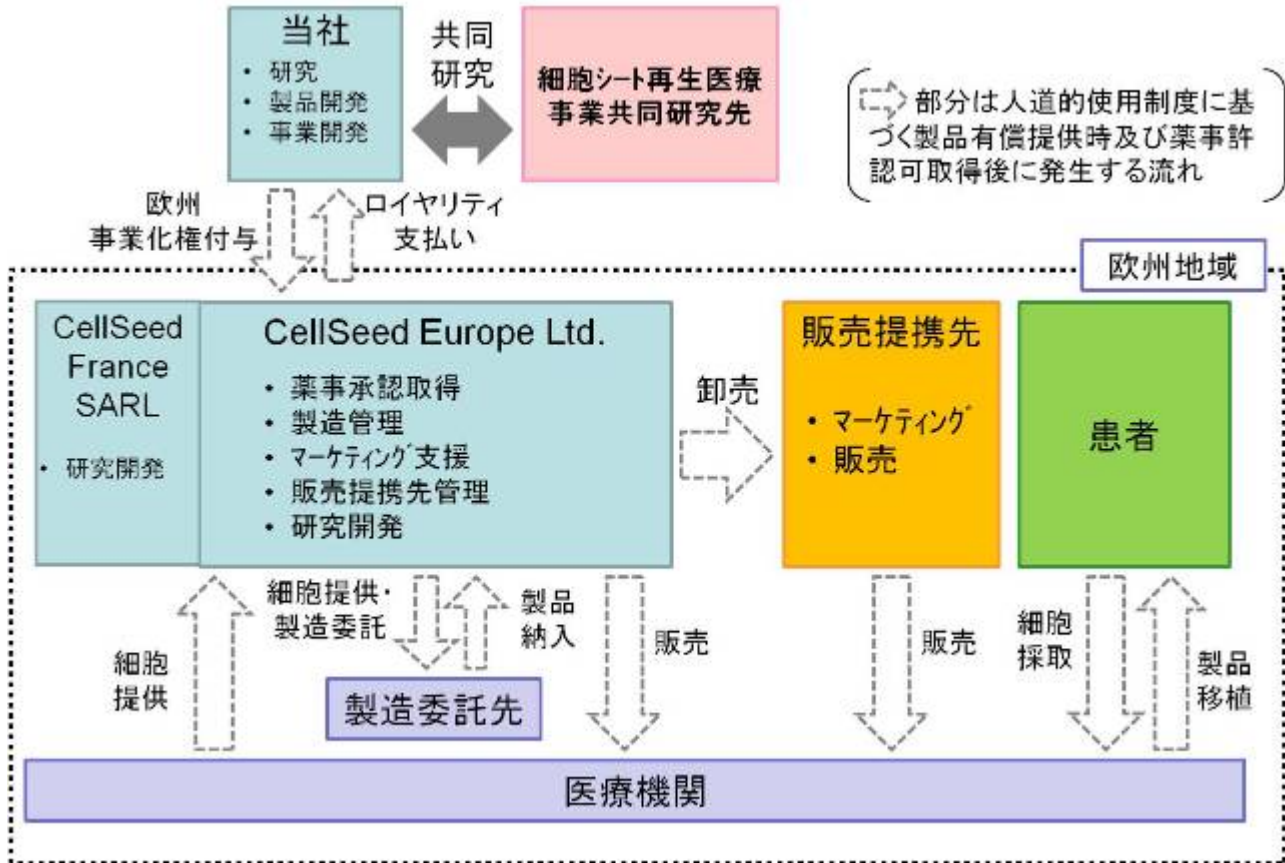 当社
・ 研究
・ 製品開発
・ 事業開発
共同
研究
細胞シート再生医療
事業共同研究先
部分は人道的使用制度に基
づく製品有償提供時及び薬事許
認可取得後に発生する流れ
欧州
事業化権付与
ロイヤリティ
支払い
欧州地域
CellSeed
France
SARL
・ 研究開発
CellSeed Europe Ltd.
・ 薬事承認取得
・ 製造管理
・ マーケティング支援
・ 販売提携先管理
・ 研究開発
卸売
販売提携先
・ マーケティング
・ 販売
患者
細胞
提供
細胞提供・
製造委託
製品
納入
販売
販売
細胞
採取
製品
移植
製造委託先
医療機関